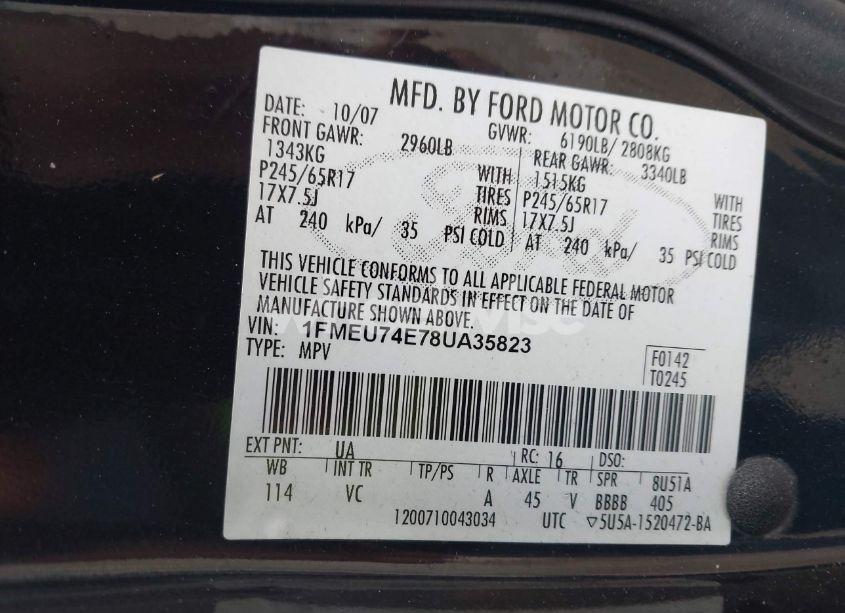 MFD. BY FORD MOTOR CO.
DATE: 10/07 GVWR: 6190LB/ 2808KG
FRONT GAWR: 2960LB REAR GAWR: 3340LB
1343KG WITH 1515KG WITH
P245/65R17 TIRES P245/65R17 TIRES
17X7.5J RIMS 17X7.5J RIMS
AT 240 kPa/ 35 PSI COLD AT 240 kPa/ 35 PSI COLD
THIS VEHICLE CONFORMS TO ALL APPLICABLE FEDERAL MOTOR
VEHICLE SAFETY STANDARDS IN EFFECT ON THE DATE OF
MANUFACTURE SHOWN ABOVE.
VIN: 1FMEU74E78UA35823
TYPE: MPV
F0142
T0245
EXT PNT: UA RC: 16 DSO:
WB INT TR TP/PS R AXLE TR SPR 8U51A
114 VC A 45 V BBBB 405
1200710043034 UTC ▽5U5A-1520472-BA
Ford